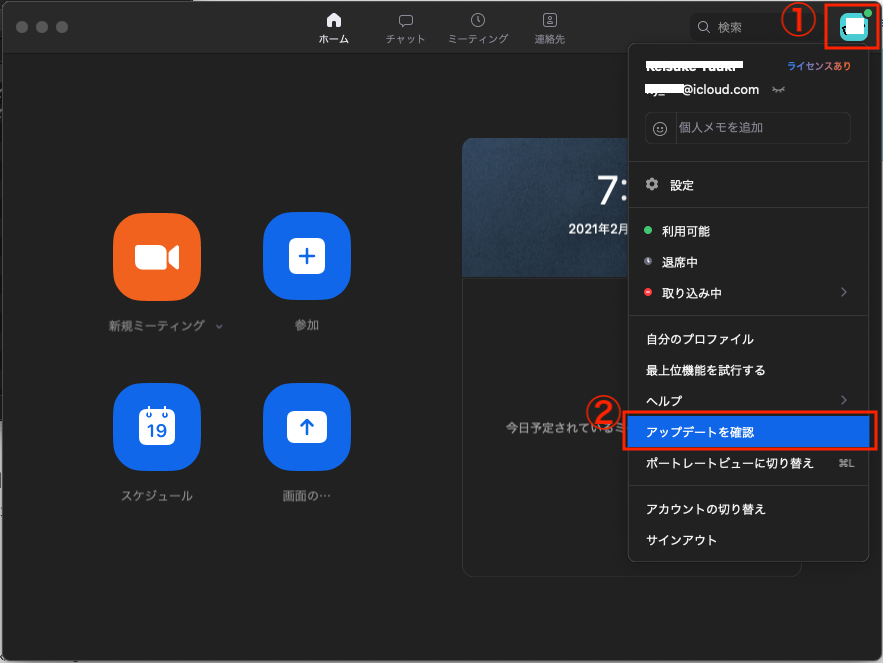 ホーム
チャット
ミーティング
連絡先
検索
①
ライセンスあり
@icloud.com
個人メモを追加
設定
7:
2021年2月
利用可能
退席中
取り込み中
新規ミーティング
参加
自分のプロファイル
最上位機能を試行する
ヘルプ
②
今日予定されているミ
アップデートを確認
19
ポートレートビューに切り替え ⌘L
スケジュール
画面の…
アカウントの切り替え
サインアウト